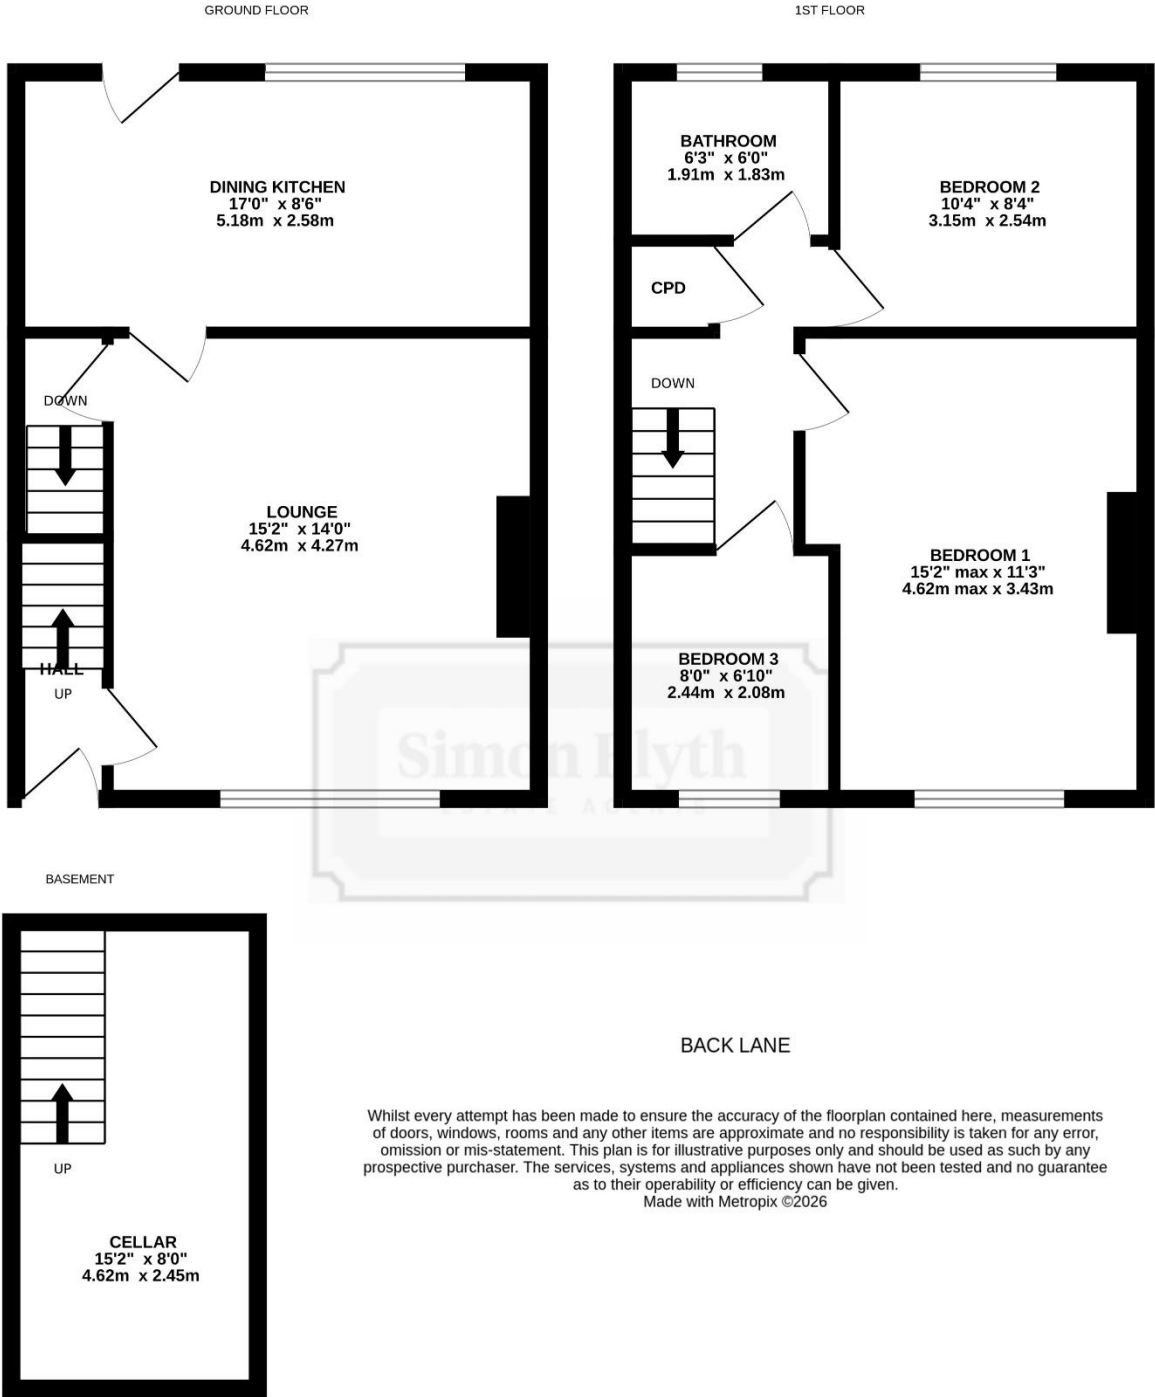 GROUND FLOOR
1ST FLOOR
DINING KITCHEN
17'0" x 8'6"
5.18m x 2.58m
BATHROOM
6'3" x 6'0"
1.91m x 1.83m
BEDROOM 2
10'4" x 8'4"
3.15m x 2.54m
CPD
DOWN
DOWN
LOUNGE
15'2" x 14'0"
4.62m x 4.27m
BEDROOM 1
15'2" max x 11'3"
4.62m max x 3.43m
HALL
UP
BEDROOM 3
8'0" x 6'10"
2.44m x 2.08m
Simon Blyth
ESTATE AGENTS
BASEMENT
UP
CELLAR
15'2" x 8'0"
4.62m x 2.45m
BACK LANE
Whilst every attempt has been made to ensure the accuracy of the floorplan contained here, measurements
of doors, windows, rooms and any other items are approximate and no responsibility is taken for any error,
omission or mis-statement. This plan is for illustrative purposes only and should be used as such by any
prospective purchaser. The services, systems and appliances shown have not been tested and no guarantee
as to their operability or efficiency can be given.
Made with Metropix ©2026